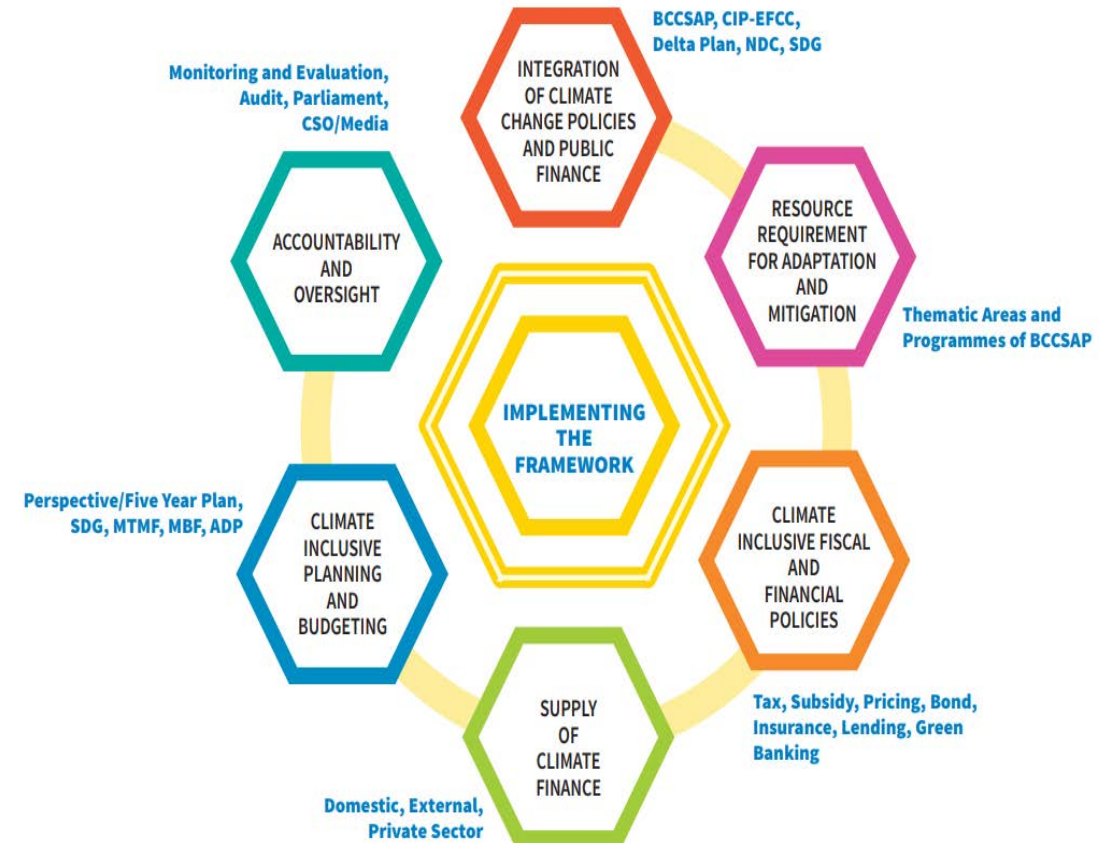 BCCSAP, CIP-EFCC,
Delta Plan, NDC, SDG
INTEGRATION
OF CLIMATE
CHANGE POLICIES
AND PUBLIC
FINANCE
RESOURCE
REQUIREMENT
FOR ADAPTATION
AND
MITIGATION
Thematic Areas and
Programmes of BCCSAP
CLIMATE
INCLUSIVE FISCAL
AND
FINANCIAL
POLICIES
Tax, Subsidy, Pricing, Bond,
Insurance, Lending, Green
Banking
SUPPLY
OF
CLIMATE
FINANCE
Domestic, External,
Private Sector
CLIMATE
INCLUSIVE
PLANNING
AND
BUDGETING
Perspective/Five Year Plan,
SDG, MTMF, MBF, ADP
ACCOUNTABILITY
AND
OVERSIGHT
Monitoring and Evaluation,
Audit, Parliament,
CSO/Media
IMPLEMENTING
THE
FRAMEWORK